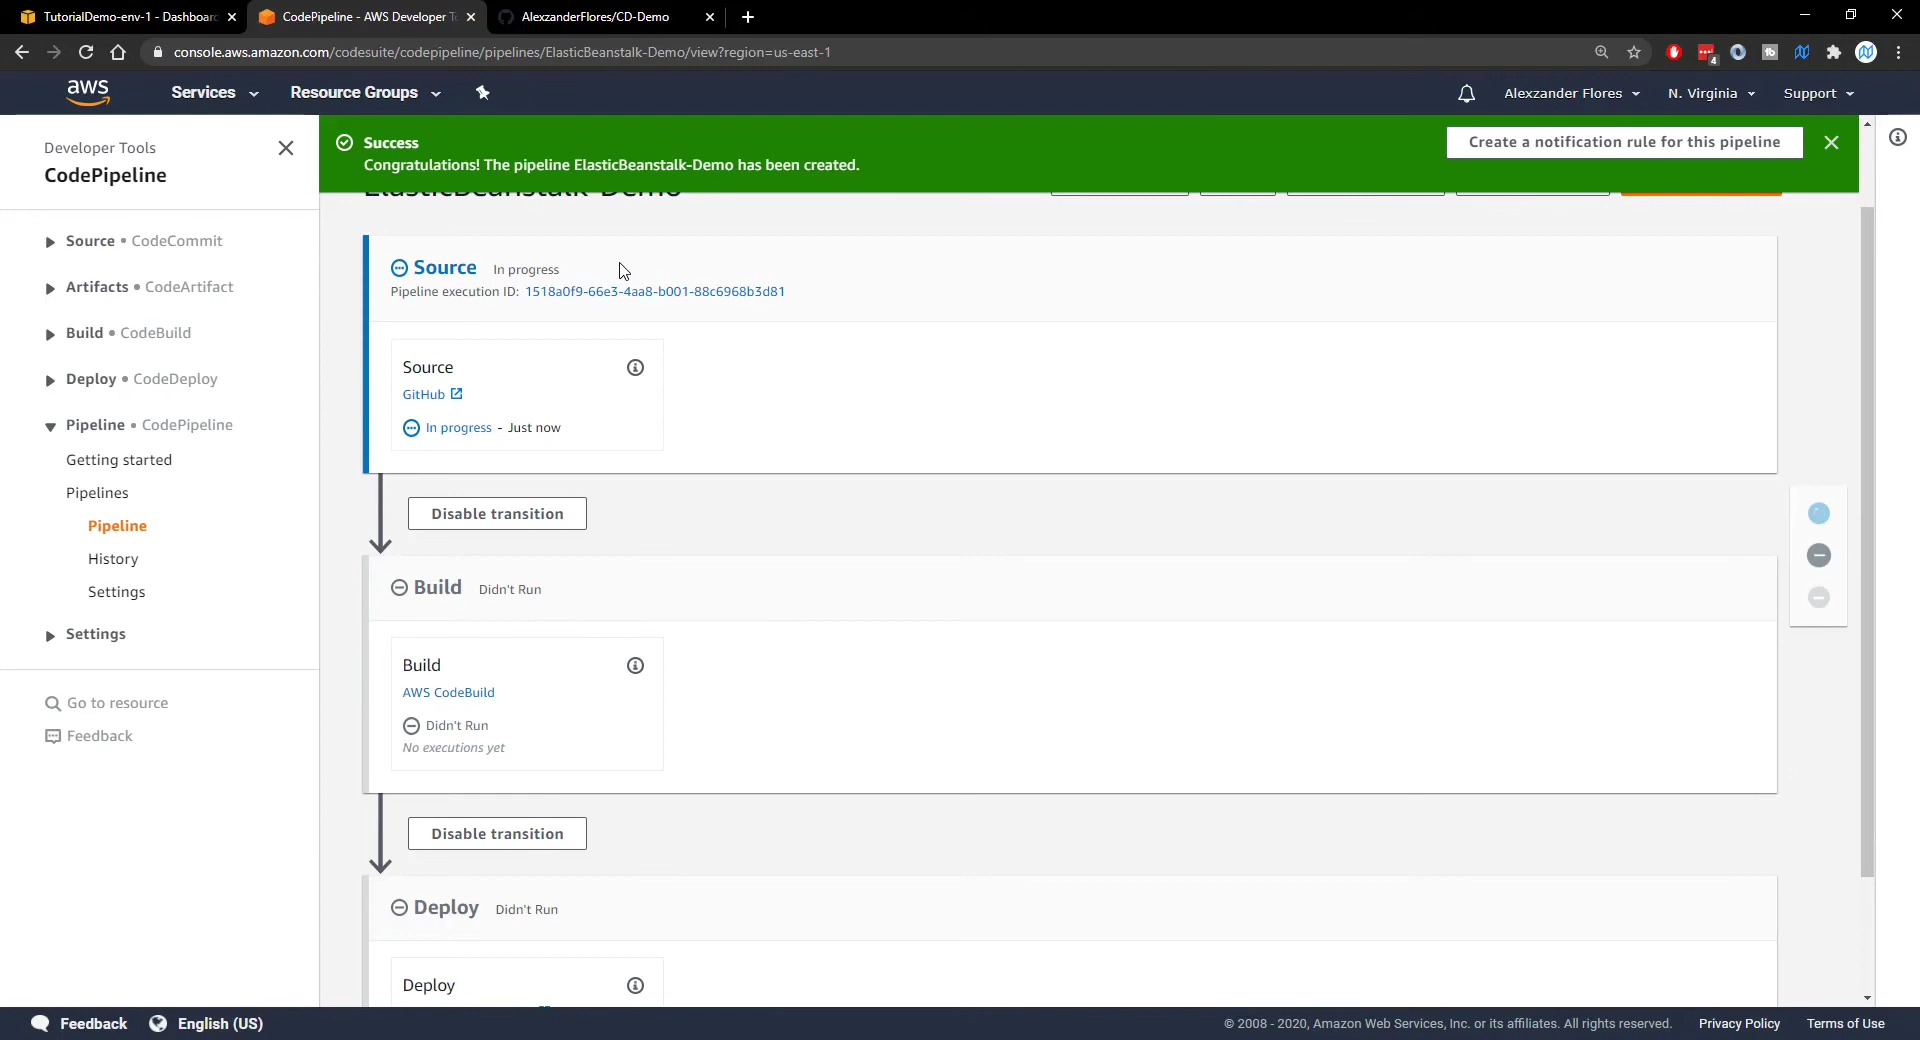 TutorialDemo-env-1 - Dashboard
CodePipeline - AWS Developer To
AlexzanderFlores/CD-Demo
console.aws.amazon.com/codesuite/codepipeline/pipelines/ElasticBeanstalk-Demo/view?region=us-east-1
4
aws
Services
Resource Groups
Alexzander Flores
N. Virginia
Support
Developer Tools
CodePipeline
Source • CodeCommit
Artifacts • CodeArtifact
Build • CodeBuild
Deploy • CodeDeploy
Pipeline • CodePipeline
Getting started
Pipelines
Pipeline
History
Settings
Settings
Go to resource
Feedback
Success
Congratulations! The pipeline ElasticBeanstalk-Demo has been created.
Create a notification rule for this pipeline
ElasticBeanstalk-Demo
Source In progress
Pipeline execution ID: 1518a0f9-66e3-4aa8-b001-88c6968b3d81
Source
GitHub
In progress - Just now
Disable transition
Build Didn't Run
Build
AWS CodeBuild
Didn't Run
No executions yet
Disable transition
Deploy Didn't Run
Deploy
Feedback
English (US)
© 2008 - 2020, Amazon Web Services, Inc. or its affiliates. All rights reserved.
Privacy Policy
Terms of Use